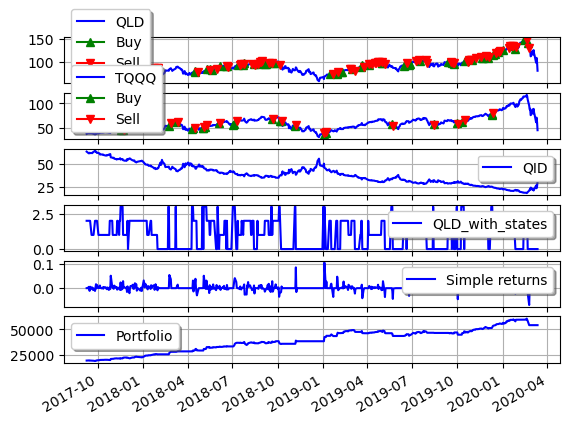 QLD
Buy
Sell
150
100
TQQQ
Buy
Sell
100
50
QID
50
25
QLD_with_states
2.5
0.0
Simple returns
0.1
0.0
Portfolio
50000
25000
2017-10 2018-01 2018-04 2018-07 2018-10 2019-01 2019-04 2019-07 2019-10 2020-01 2020-04